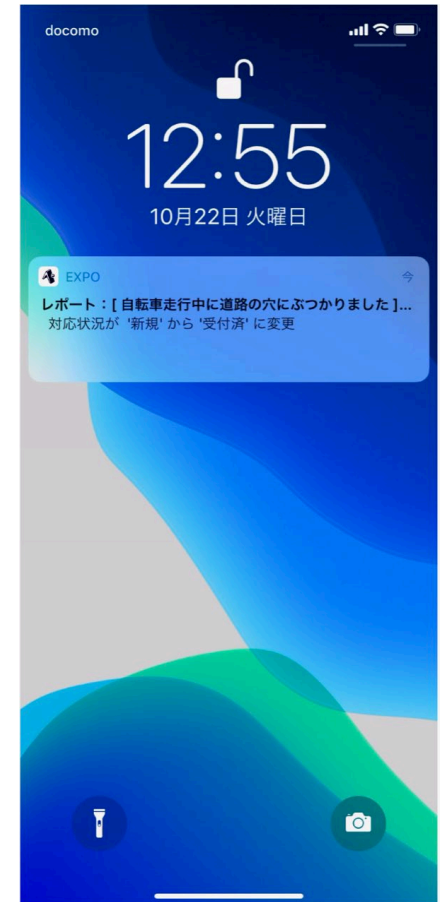 docomo
12:55
10月22日 火曜日
EXPO 今
レポート：[ 自転車走行中に道路の穴にぶつかりました ]...
対応状況が '新規' から '受付済' に変更